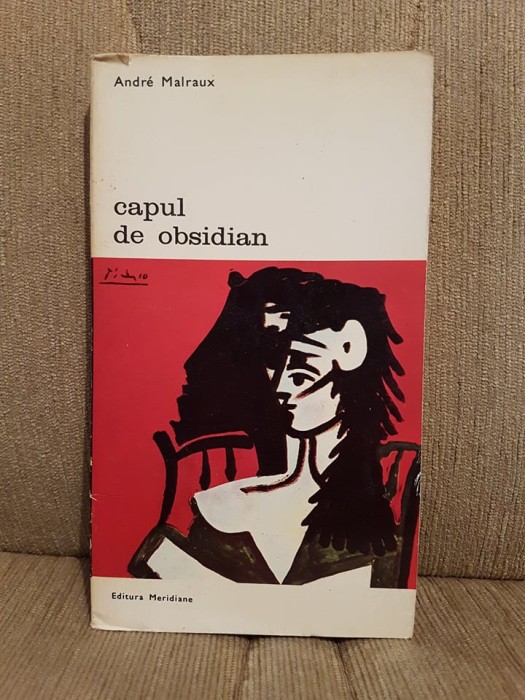 André Malraux
capul
de obsidian
Picasso
Editura Meridiane